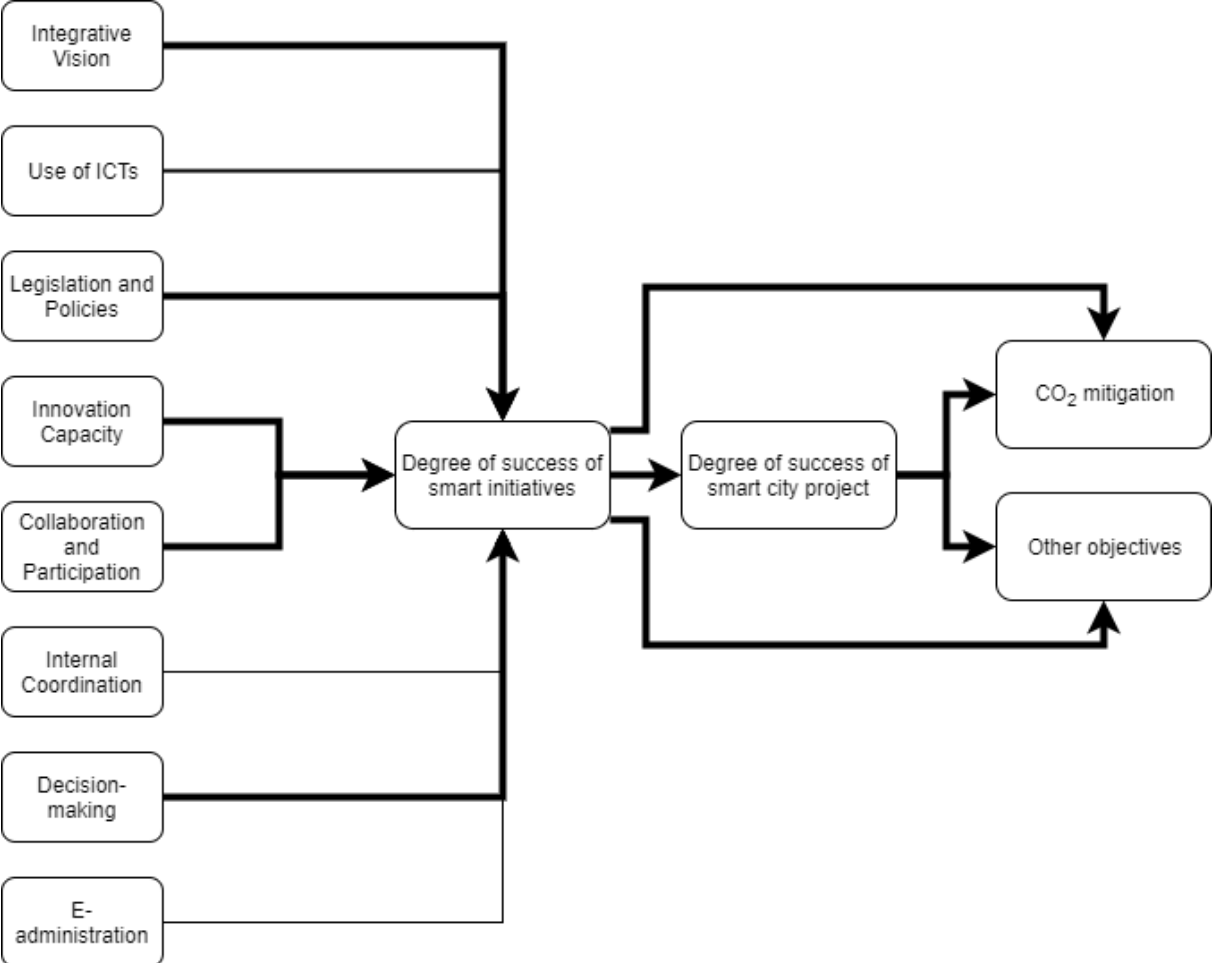 Integrative
Vision
Use of ICTs
Legislation and
Policies
Innovation
Capacity
Collaboration
and
Participation
Internal
Coordination
Decision-
making
E-
administration
Degree of success of
smart initiatives
Degree of success of
smart city project
CO₂ mitigation
Other objectives